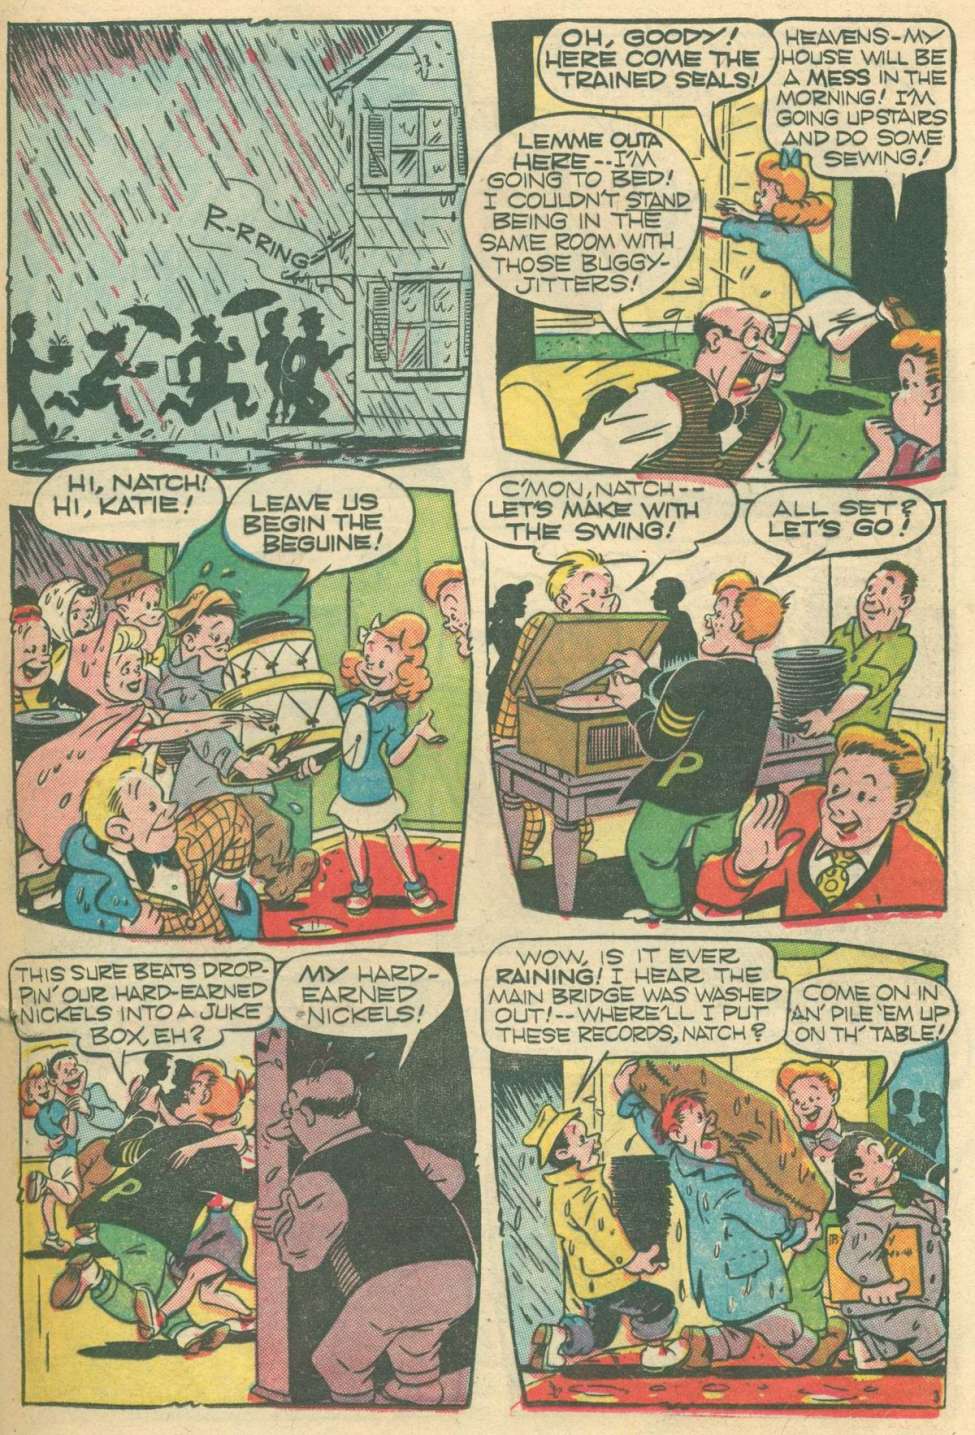 R-RRING
OH, GOODY!
HERE COME THE
TRAINED SEALS!
HEAVENS-MY
HOUSE WILL BE
A MESS IN THE
MORNING! I'M
GOING UPSTAIRS
AND DO SOME
SEWING!
LEMME OUTA
HERE--I'M
GOING TO BED!
I COULDN'T STAND
BEING IN THE
SAME ROOM WITH
THOSE BUGGY-
JITTERS!
HI, NATCH!
HI, KATIE!
LEAVE US
BEGIN THE
BEGUINE!
C'MON, NATCH--
LET'S MAKE WITH
THE SWING!
ALL SET?
LET'S GO!
P
THIS SURE BEATS DROP-
PIN' OUR HARD-EARNED
NICKELS INTO A JUKE
BOX, EH?
P
MY HARD-
EARNED
NICKELS!
WOW, IS IT EVER
RAINING! I HEAR THE
MAIN BRIDGE WAS WASHED
OUT!--WHERE'LL I PUT
THESE RECORDS, NATCH?
COME ON IN
AN' PILE 'EM UP
ON TH' TABLE!
3